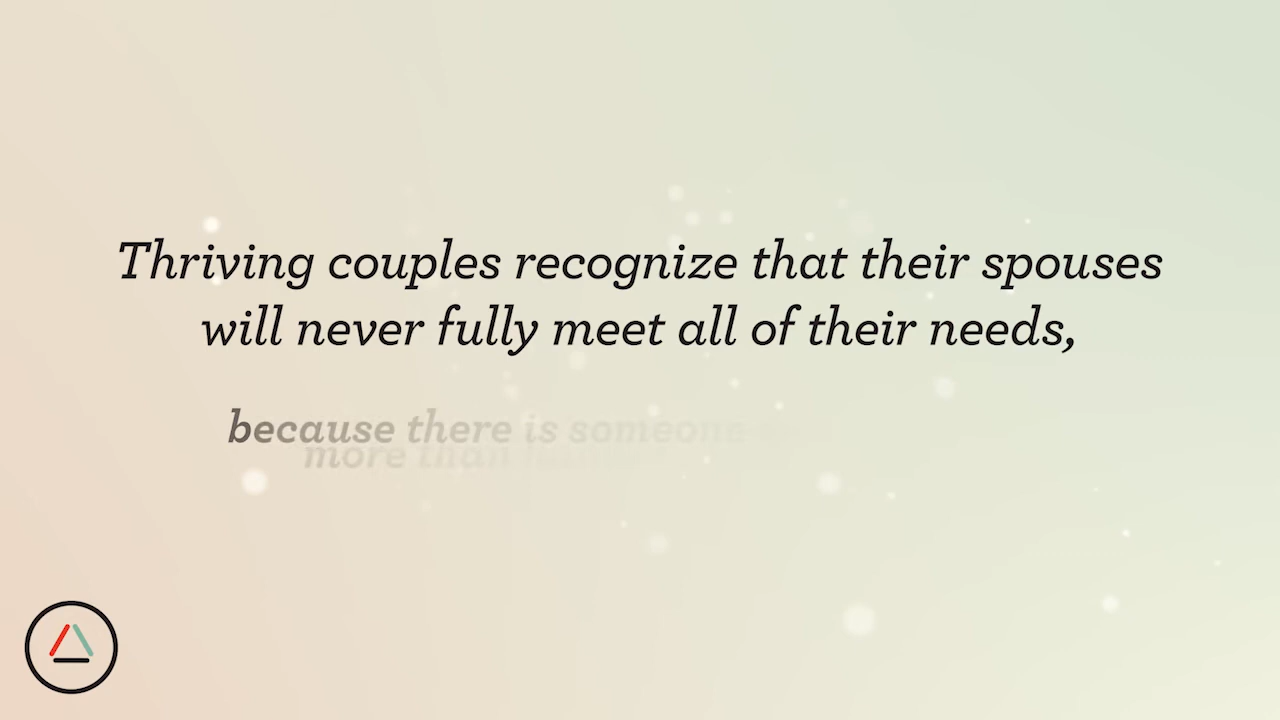 Thriving couples recognize that their spouses
will never fully meet all of their needs,
because there is someone
more than